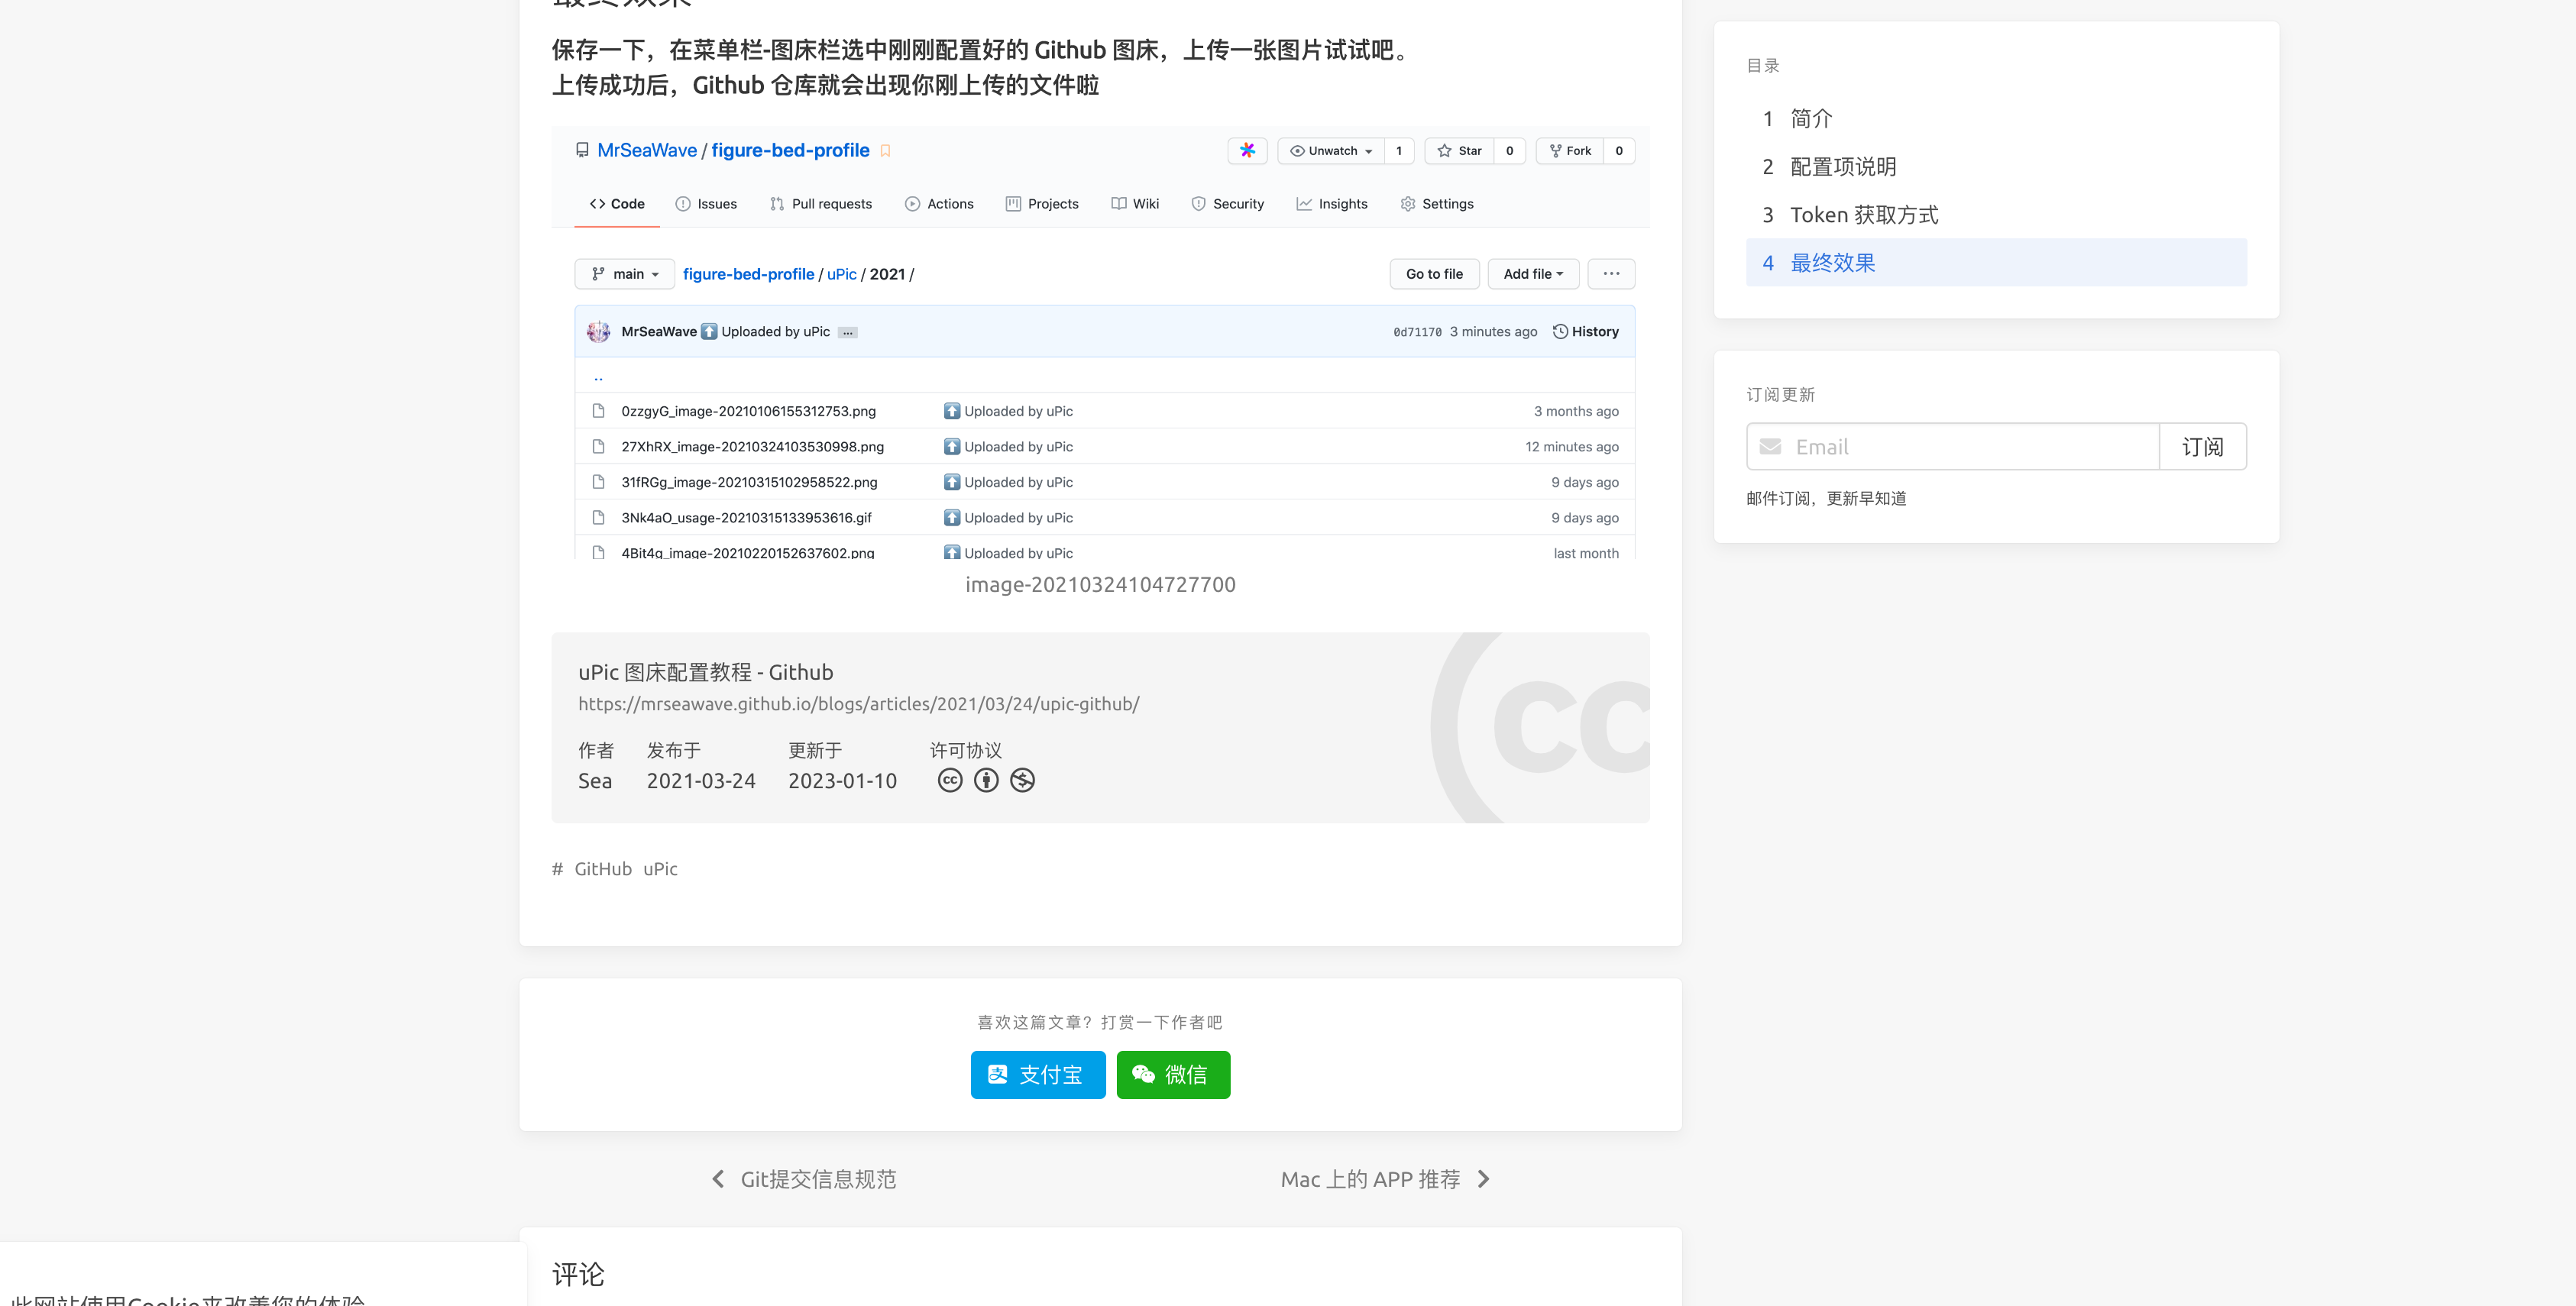 最终效果
保存一下，在菜单栏-图床栏选中刚刚配置好的 Github 图床，上传一张图片试试吧。
上传成功后，Github 仓库就会出现你刚上传的文件啦
MrSeaWave / figure-bed-profile
Unwatch 1
Star 0
Fork 0
Code Issues Pull requests Actions Projects Wiki Security Insights Settings
main figure-bed-profile / uPic / 2021 / Go to file Add file ...
MrSeaWave Uploaded by uPic ... 0d71170 3 minutes ago History
..
0zzgyG_image-20210106155312753.png Uploaded by uPic 3 months ago
27XhRX_image-20210324103530998.png Uploaded by uPic 12 minutes ago
31fRGg_image-20210315102958522.png Uploaded by uPic 9 days ago
3Nk4aO_usage-20210315133953616.gif Uploaded by uPic 9 days ago
4Bit4g_image-20210220152637602.png Uploaded by uPic last month
image-20210324104727700
uPic 图床配置教程 - Github
https://mrseawave.github.io/blogs/articles/2021/03/24/upic-github/
作者 发布于 更新于 许可协议
Sea 2021-03-24 2023-01-10
cc
# GitHub uPic
喜欢这篇文章？打赏一下作者吧
支付宝 微信
Git提交信息规范 Mac 上的 APP 推荐
评论
此网站使用Cookie来改善您的体验
目录
1 简介
2 配置项说明
3 Token 获取方式
4 最终效果
订阅更新
Email 订阅
邮件订阅，更新早知道